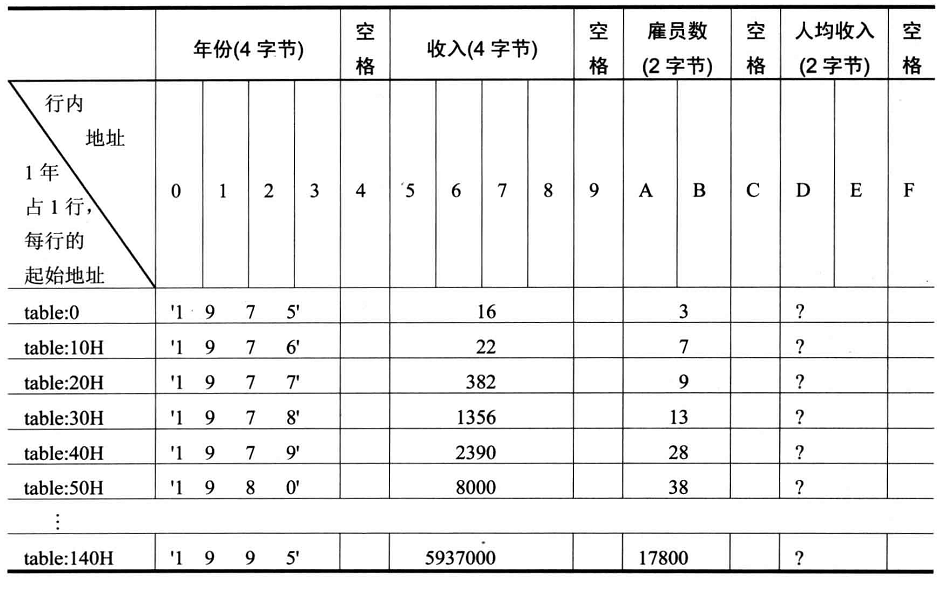 年份(4 字节) 空格 收入(4 字节) 空格 雇员数(2 字节) 空格 人均收入(2 字节) 空格
行内
地址
1 年
占 1 行,
每行的
起始地址
0 1 2 3 4 5 6 7 8 9 A B C D E F
table:0 '1 9 7 5' 16 3 ?
table:10H '1 9 7 6' 22 7 ?
table:20H '1 9 7 7' 382 9 ?
table:30H '1 9 7 8' 1356 13 ?
table:40H '1 9 7 9' 2390 28 ?
table:50H '1 9 8 0' 8000 38 ?
⋮
table:140H '1 9 9 5' 5937000 17800 ?